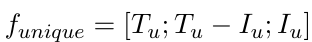 f_{unique} = [T_u; T_u − I_u; I_u]